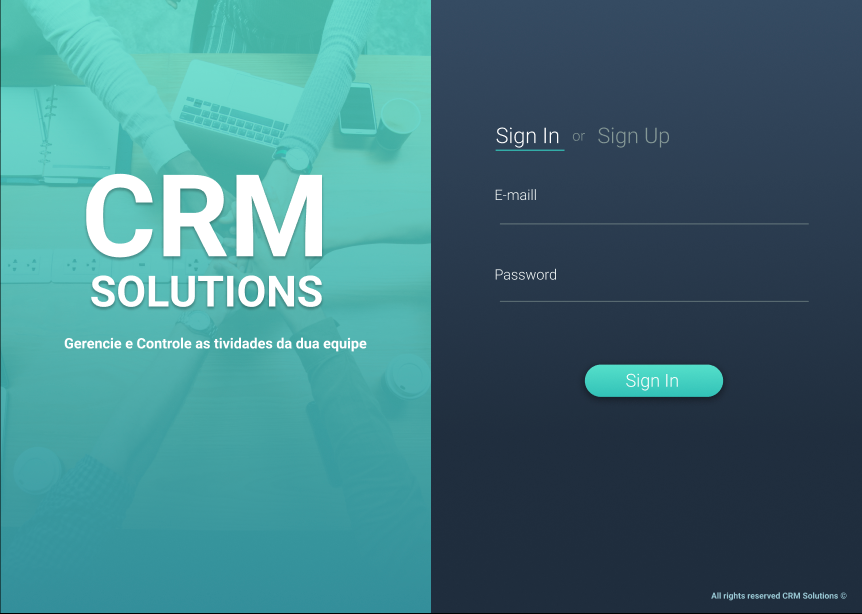 CRM
SOLUTIONS
Gerencie e Controle as tividades da dua equipe
Sign In or Sign Up
E-maill
Password
Sign In
All rights reserved CRM Solutions ©